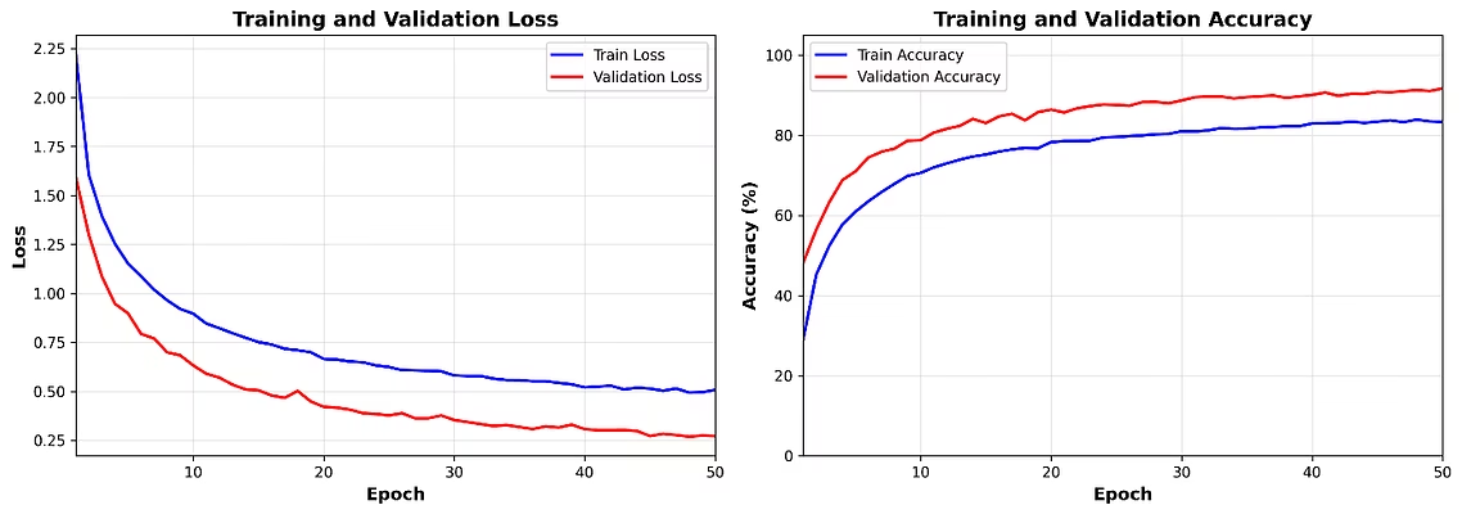 Training and Validation Loss
2.25
2.00
1.75
1.50
1.25
1.00
0.75
0.50
0.25
Loss
10 20 30 40 50
Epoch
Train Loss
Validation Loss
Training and Validation Accuracy
100
80
60
40
20
0
Accuracy (%)
10 20 30 40 50
Epoch
Train Accuracy
Validation Accuracy